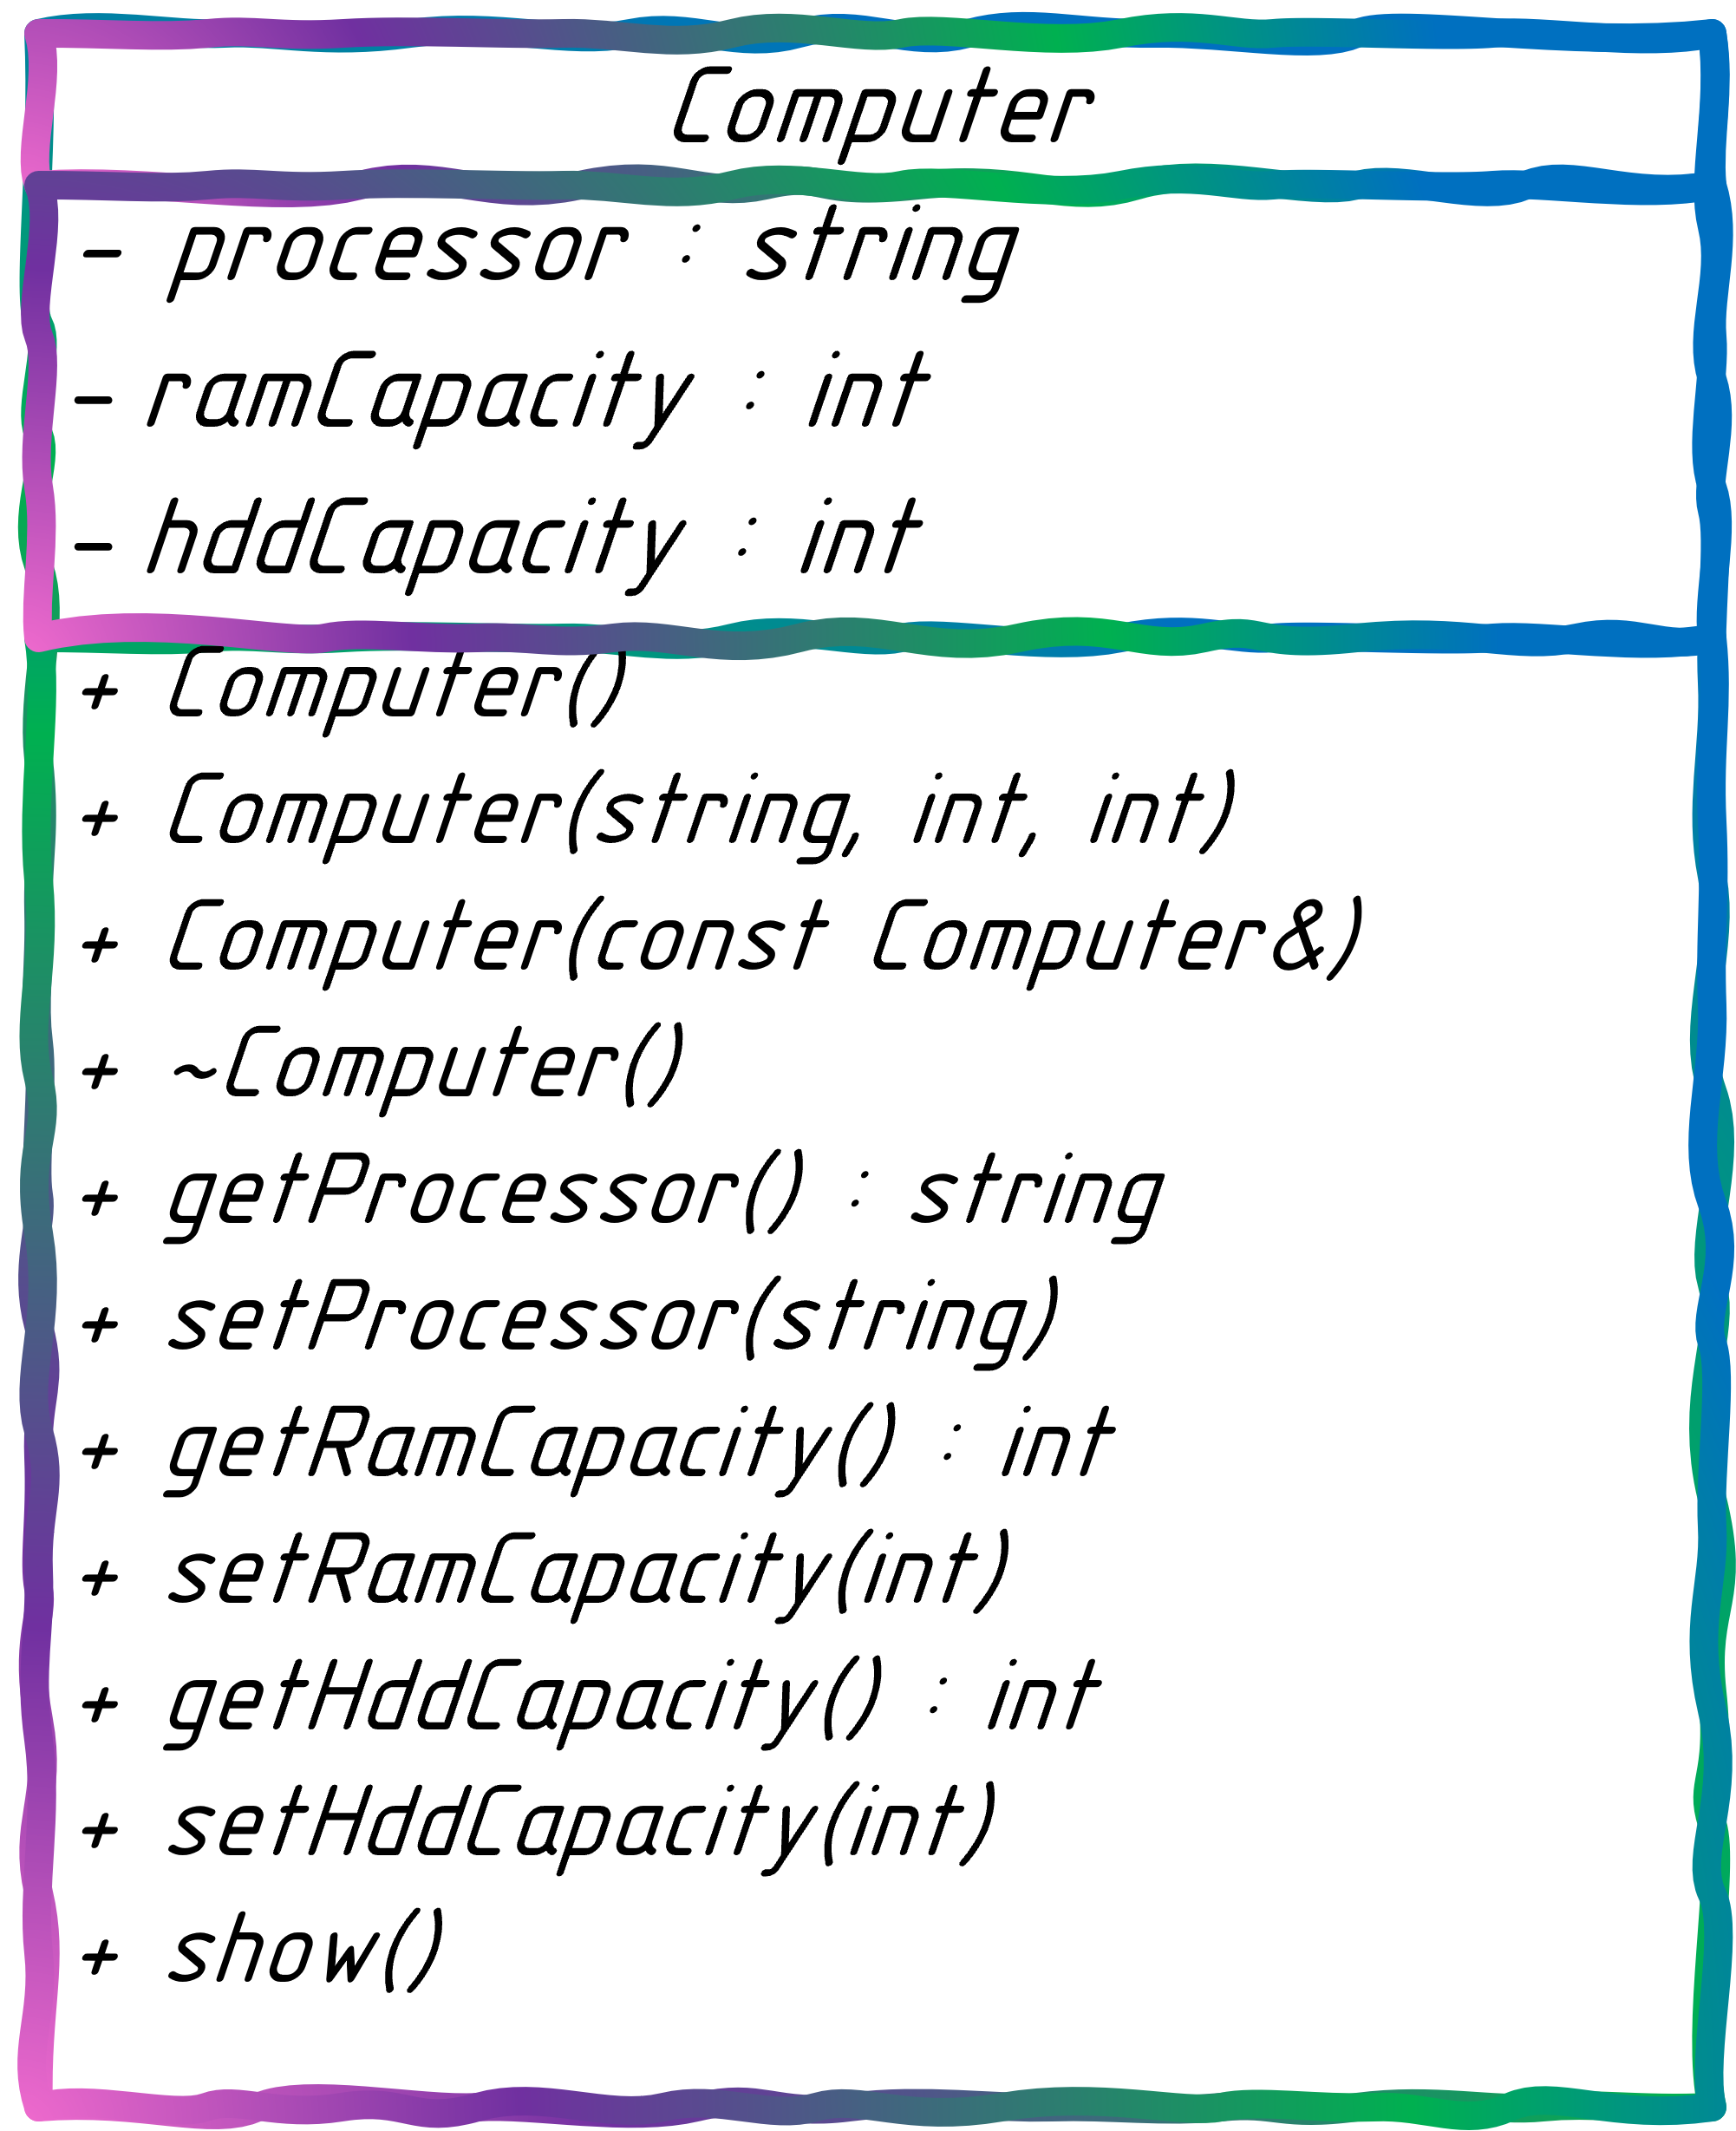 Computer
- processor : string
- ramCapacity : int
- hddCapacity : int
+ Computer()
+ Computer(string, int, int)
+ Computer(const Computer&)
+ ~Computer()
+ getProcessor() : string
+ setProcessor(string)
+ getRamCapacity() : int
+ setRamCapacity(int)
+ getHddCapacity() : int
+ setHddCapacity(int)
+ show()